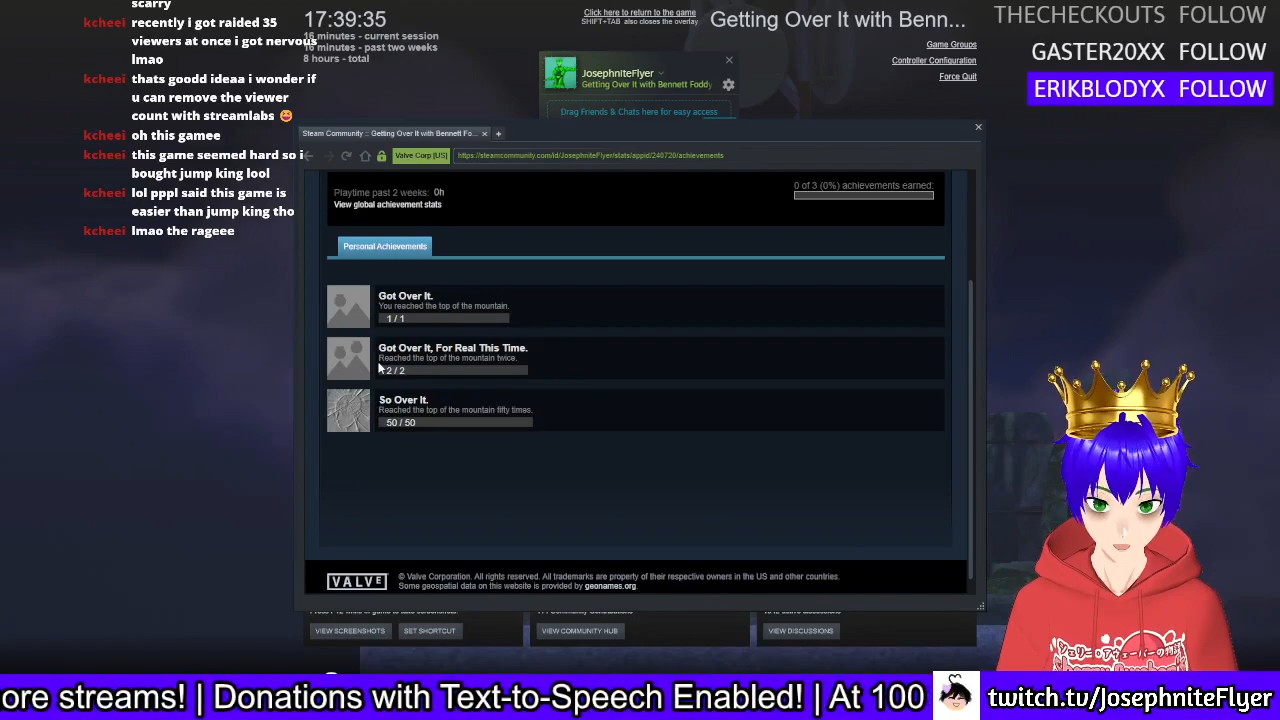 scarry
kcheei recently i got raided 35
viewers at once i got nervous
lmao
kcheei thats goodd ideaa i wonder if
u can remove the viewer
count with streamlabs
kcheei oh this gamee
kcheei this game seemed hard so i
bought jump king lool
kcheei lol pppl said this game is
easier than jump king tho
kcheei lmao the rageee
17:39:35
16 minutes - current session
16 minutes - past two weeks
8 hours - total
Click here to return to the game
SHIFT+TAB also closes the overlay
Getting Over It with Benn...
Game Groups
Controller Configuration
Force Quit
THECHECKOUTS FOLLOW
GASTER20XX FOLLOW
ERIKBLODYX FOLLOW
JosephniteFlyer
Getting Over It with Bennett Foddy
Drag Friends & Chats here for easy access
Steam Community :: Getting Over It with Bennett Fo...
Valve Corp [US]
https://steamcommunity.com/id/JosephniteFlyer/stats/appid/240720/achievements
Playtime past 2 weeks: 0h
View global achievement stats
0 of 3 (0%) achievements earned:
Personal Achievements
Got Over It.
You reached the top of the mountain.
1 / 1
Got Over It, For Real This Time.
Reached the top of the mountain twice.
2 / 2
So Over It.
Reached the top of the mountain fifty times.
50 / 50
VALVE
© Valve Corporation. All rights reserved. All trademarks are property of their respective owners in the US and other countries.
Some geospatial data on this website is provided by geonames.org.
VIEW SCREENSHOTS
SET SHORTCUT
VIEW COMMUNITY HUB
VIEW DISCUSSIONS
ore streams! | Donations with Text-to-Speech Enabled! | At 100
twitch.tv/JosephniteFlyer